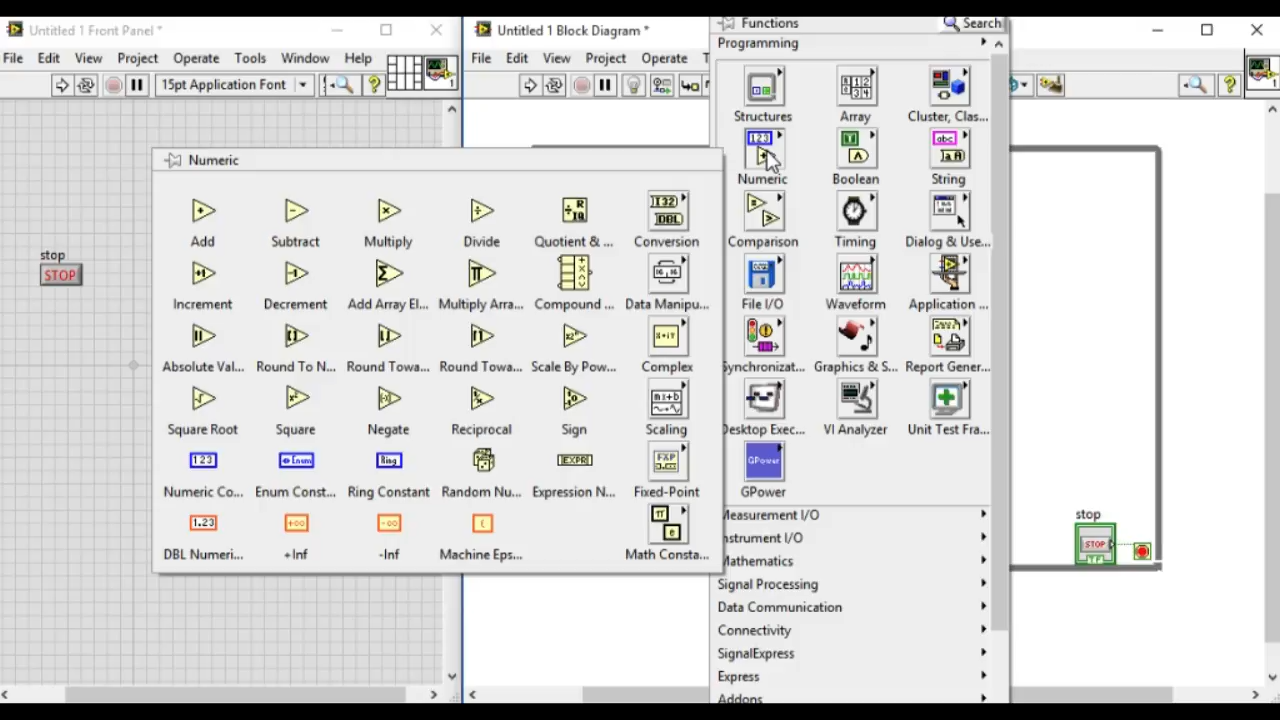 Untitled 1 Front Panel *
File Edit View Project Operate Tools Window Help
15pt Application Font
1
stop
STOP
Untitled 1 Block Diagram *
File Edit View Project Operate
1
stop
STOP
TF
Functions
Search
Programming
Structures Array Cluster, Clas...
Numeric Boolean String
Comparison Timing Dialog & Use...
File I/O Waveform Application ...
Synchronizat... Graphics & S... Report Gener...
Desktop Exec... VI Analyzer Unit Test Fra...
GPower
GPower
Measurement I/O
Instrument I/O
Mathematics
Signal Processing
Data Communication
Connectivity
SignalExpress
Express
Addons
Numeric
Add Subtract Multiply Divide Quotient & ... Conversion
Increment Decrement Add Array El... Multiply Arra... Compound ... Data Manipu...
Absolute Val... Round To N... Round Towa... Round Towa... Scale By Pow... Complex
Square Root Square Negate Reciprocal Sign Scaling
Numeric Co... Enum Const... Ring Constant Random Nu... Expression N... Fixed-Point
DBL Numeri... +Inf -Inf Machine Eps... Math Consta...